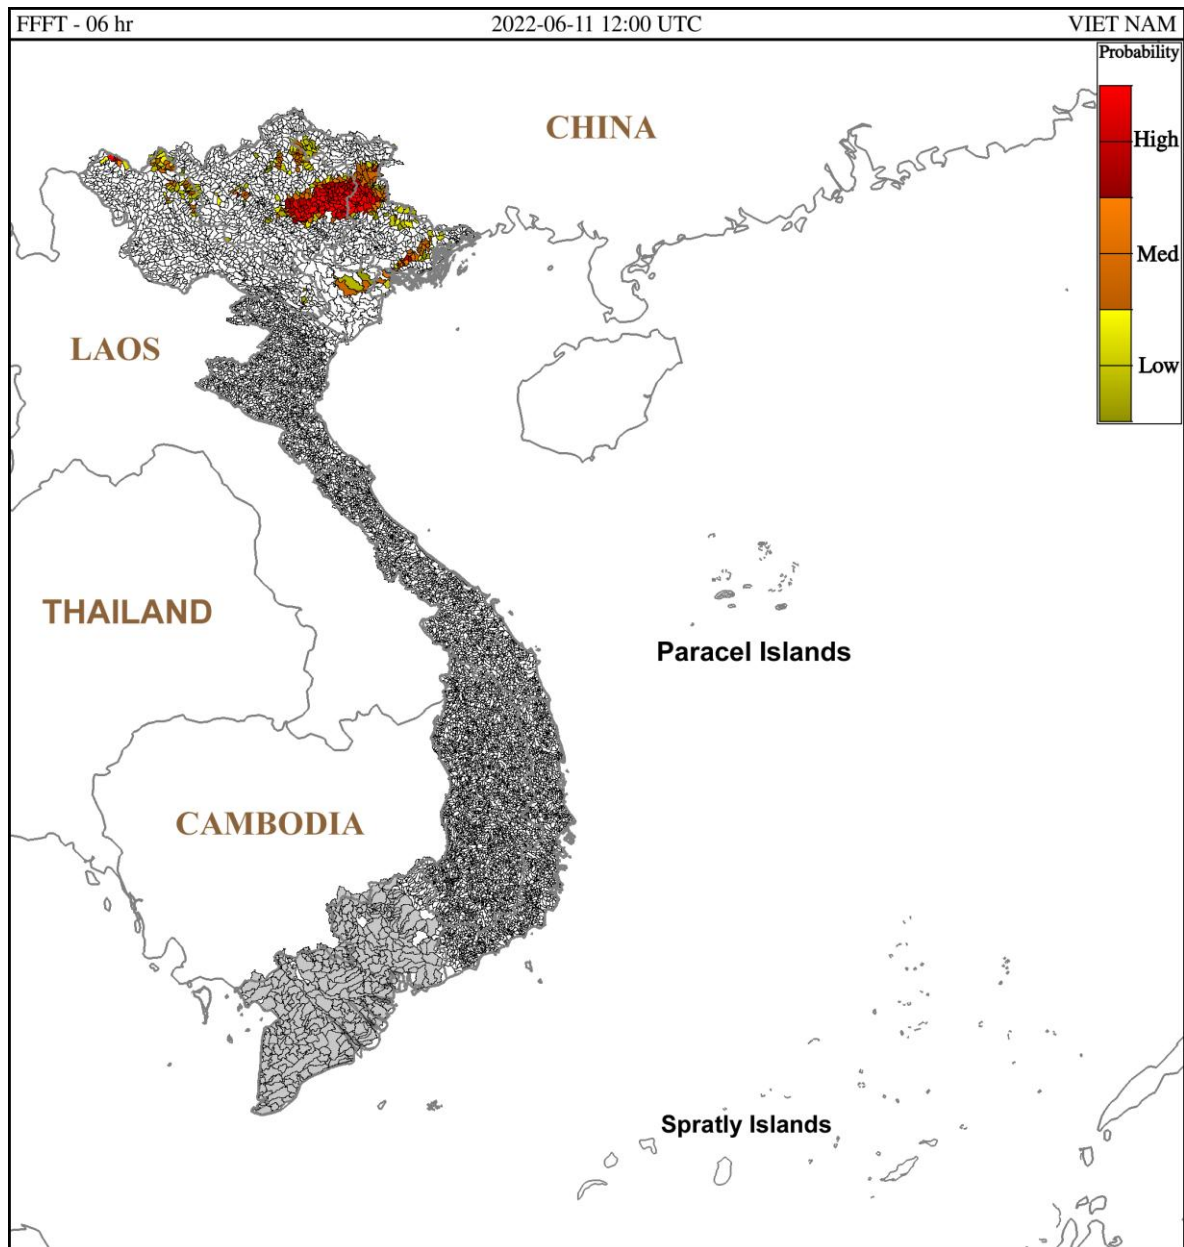 FFFT - 06 hr 2022-06-11 12:00 UTC VIET NAM
Probability
CHINA
High
Med
LAOS
Low
THAILAND
Paracel Islands
CAMBODIA
Spratly Islands